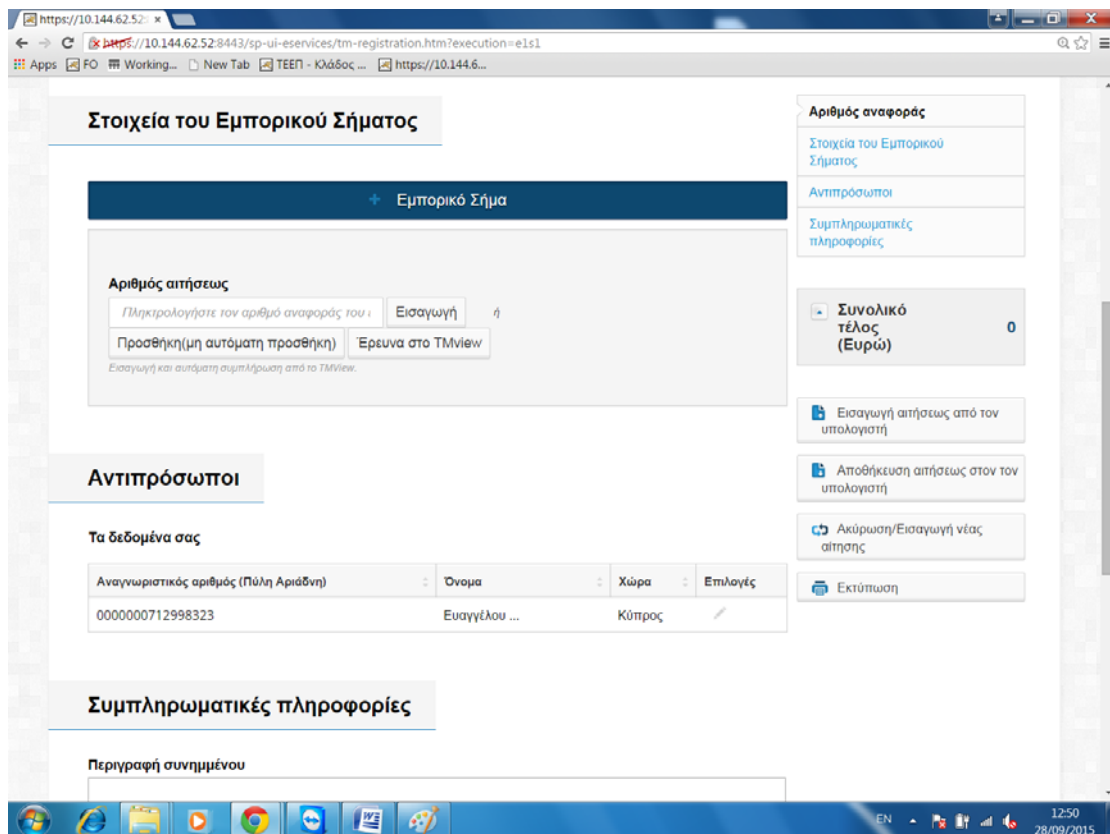 https://10.144.62.52:
https://10.144.62.52:8443/sp-ui-eservices/tm-registration.htm?execution=e1s1
Apps FO Working... New Tab ΤΕΕΠ - Κλάδος ... https://10.144.6...
Στοιχεία του Εμπορικού Σήματος
+ Εμπορικό Σήμα
Αριθμός αιτήσεως
Πληκτρολογήστε τον αριθμό αναφοράς του Εισαγωγή ή
Προσθήκη(μη αυτόματη προσθήκη) Έρευνα στο TMview
Εισαγωγή και αυτόματη συμπλήρωση από το TMView.
Αντιπρόσωποι
Τα δεδομένα σας
Αναγνωριστικός αριθμός (Πύλη Αριάδνη) Όνομα Χώρα Επιλογές
0000000712998323 Ευαγγέλου ... Κύπρος
Συμπληρωματικές πληροφορίες
Περιγραφή συνημμένου
Αριθμός αναφοράς
Στοιχεία του Εμπορικού
Σήματος
Αντιπρόσωποι
Συμπληρωματικές
πληροφορίες
Συνολικό
τέλος
(Ευρώ)
0
Εισαγωγή αιτήσεως από τον
υπολογιστή
Αποθήκευση αιτήσεως στον τον
υπολογιστή
Ακύρωση/Εισαγωγή νέας
αίτησης
Εκτύπωση
EN
12:50
28/09/2015